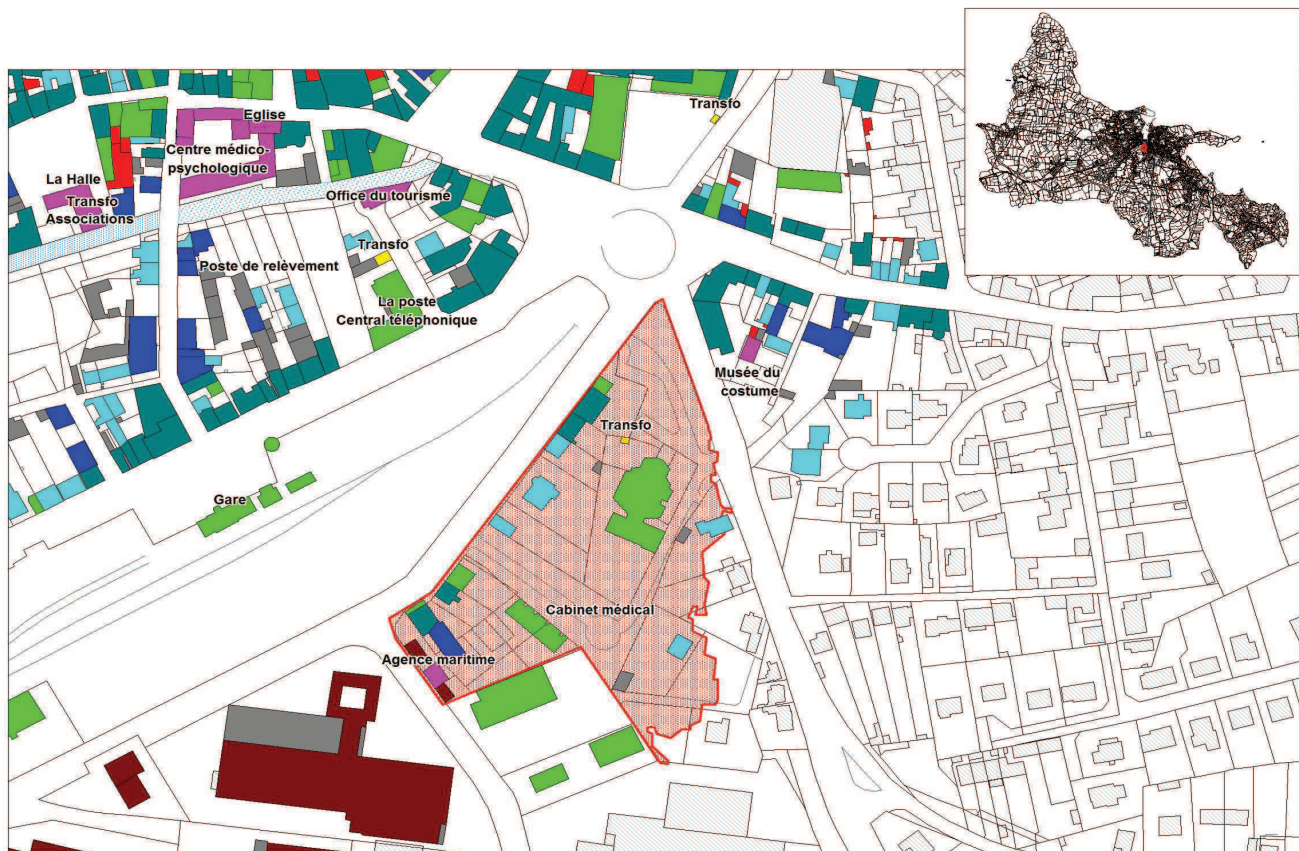 Transfo
Eglise
Centre médico-
psychologique
La Halle
Transfo
Associations
Office du tourisme
Transfo
Poste de relèvement
La poste
Central téléphonique
Musée du
costume
Transfo
Gare
Cabinet médical
Agence maritime